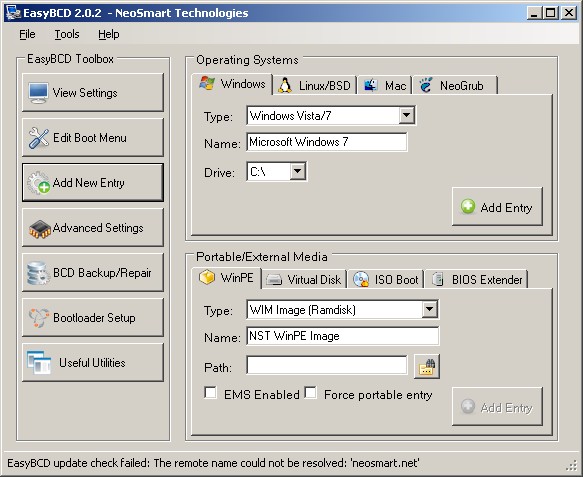 EasyBCD 2.0.2 - NeoSmart Technologies
File Tools Help
EasyBCD Toolbox
View Settings
Edit Boot Menu
Add New Entry
Advanced Settings
BCD Backup/Repair
Bootloader Setup
Useful Utilities
Operating Systems
Windows Linux/BSD Mac NeoGrub
Type: Windows Vista/7
Name: Microsoft Windows 7
Drive: C:\
Add Entry
Portable/External Media
WinPE Virtual Disk ISO Boot BIOS Extender
Type: WIM Image (Ramdisk)
Name: NST WinPE Image
Path:
EMS Enabled Force portable entry
Add Entry
EasyBCD update check failed: The remote name could not be resolved: 'neosmart.net'